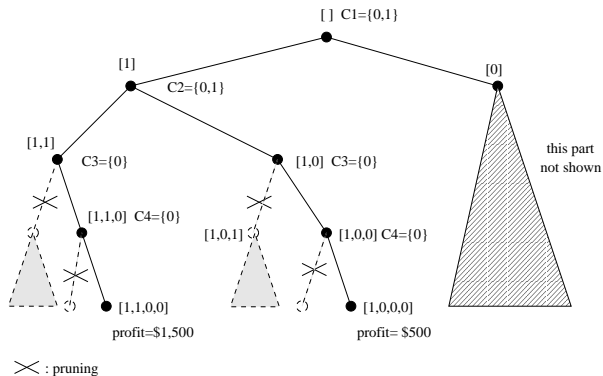 [ ] C1={0,1}
[1]
[0]
C2={0,1}
[1,1]
C3={0}
[1,0] C3={0}
this part
not shown
[1,1,0] C4={0}
[1,0,1]
[1,0,0] C4={0}
[1,1,0,0]
[1,0,0,0]
profit=$1,500
profit= $500
: pruning